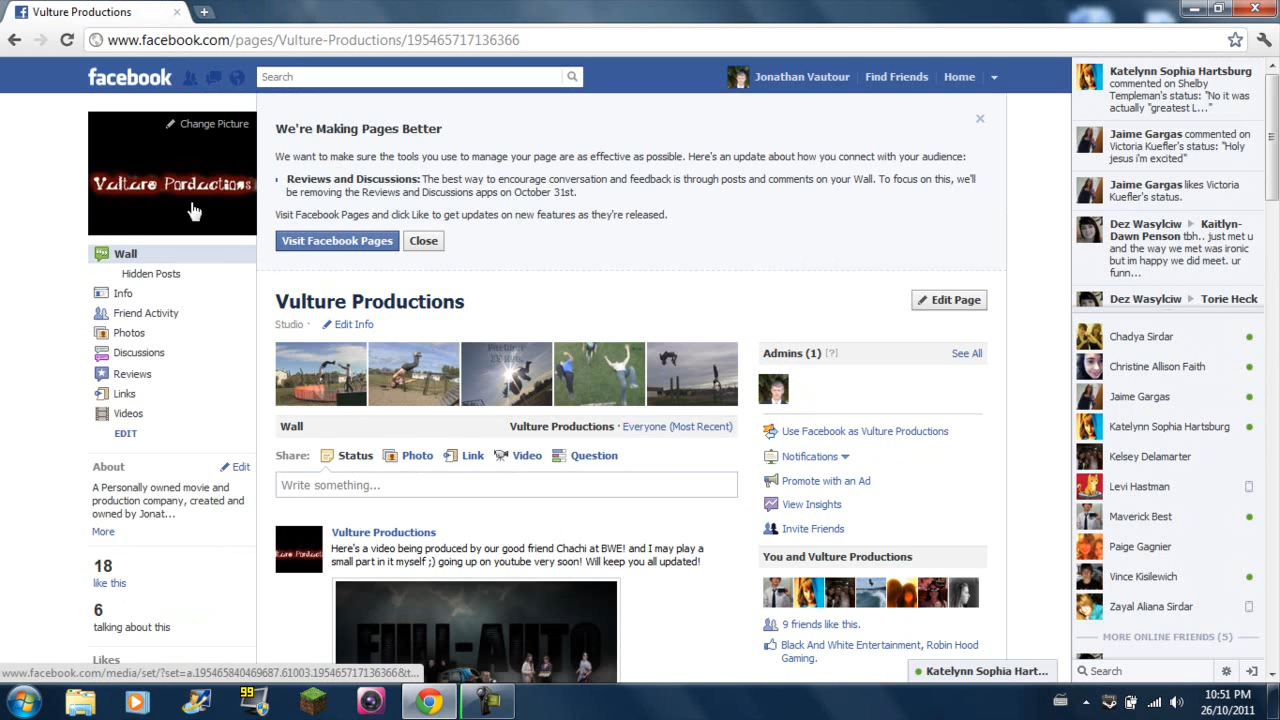 Vulture Productions
www.facebook.com/pages/Vulture-Productions/195465717136366
facebook
Search
Jonathan Vautour
Find Friends
Home
Change Picture
Vulture Porductions
Wall
Hidden Posts
Info
Friend Activity
Photos
Discussions
Reviews
Links
Videos
EDIT
About
Edit
A Personally owned movie and
production company, created and
owned by Jonat...
More
18
like this
6
talking about this
Likes
We're Making Pages Better
We want to make sure the tools you use to manage your page are as effective as possible. Here's an update about how you connect with your audience:
Reviews and Discussions: The best way to encourage conversation and feedback is through posts and comments on your Wall. To focus on this, we'll
be removing the Reviews and Discussions apps on October 31st.
Visit Facebook Pages and click Like to get updates on new features as they're released.
Visit Facebook Pages
Close
Vulture Productions
Edit Page
Studio ·
Edit Info
Wall
Vulture Productions · Everyone (Most Recent)
Share:
Status
Photo
Link
Video
Question
Write something...
Vulture Productions
Here's a video being produced by our good friend Chachi at BWE! and I may play a
small part in it myself ;) going up on youtube very soon! Will keep you all updated!
FULL-AUTO
Admins (1) [?]
See All
Use Facebook as Vulture Productions
Notifications
Promote with an Ad
View Insights
Invite Friends
You and Vulture Productions
9 friends like this.
Black And White Entertainment, Robin Hood
Gaming.
Katelynn Sophia Hartsburg
commented on Shelby
Templeman's status: "No it was
actually "greatest L..."
Jaime Gargas commented on
Victoria Kuefler's status: "Holy
jesus i'm excited"
Jaime Gargas likes Victoria
Kuefler's status.
Dez Wasylciw Kaitlyn-
Dawn Penson tbh.. just met u
and the way we met was ironic
but im happy we did meet. ur
funn...
Dez Wasylciw Torie Heck
Chadya Sirdar
Christine Allison Faith
Jaime Gargas
Katelynn Sophia Hartsburg
Kelsey Delamarter
Levi Hastman
Maverick Best
Paige Gagnier
Vince Kisilewich
Zayal Aliana Sirdar
MORE ONLINE FRIENDS (5)
Search
Katelynn Sophia Hart...
www.facebook.com/media/set/?set=a.195465840469687.61003.195465717136366&t...
99
10:51 PM
26/10/2011